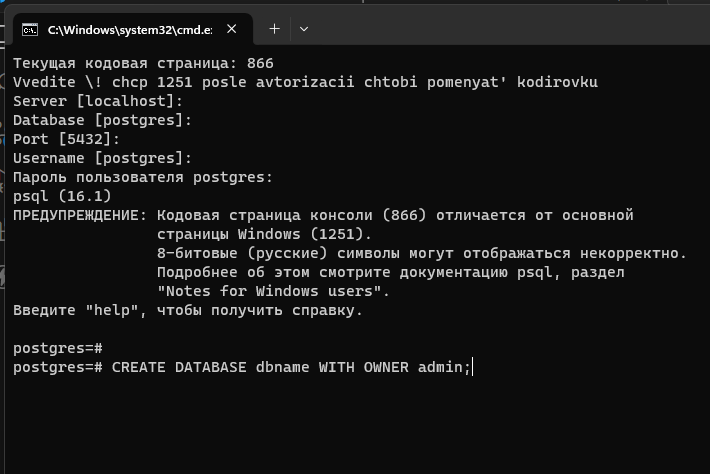 C:\Windows\system32\cmd.e
Текущая кодовая страница: 866
Vvedite \! chcp 1251 posle avtorizacii chtobi pomenyat' kodirovku
Server [localhost]:
Database [postgres]:
Port [5432]:
Username [postgres]:
Пароль пользователя postgres:
psql (16.1)
ПРЕДУПРЕЖДЕНИЕ: Кодовая страница консоли (866) отличается от основной
страницы Windows (1251).
8-битовые (русские) символы могут отображаться некорректно.
Подробнее об этом смотрите документацию psql, раздел
"Notes for Windows users".
Введите "help", чтобы получить справку.
postgres=#
postgres=# CREATE DATABASE dbname WITH OWNER admin;